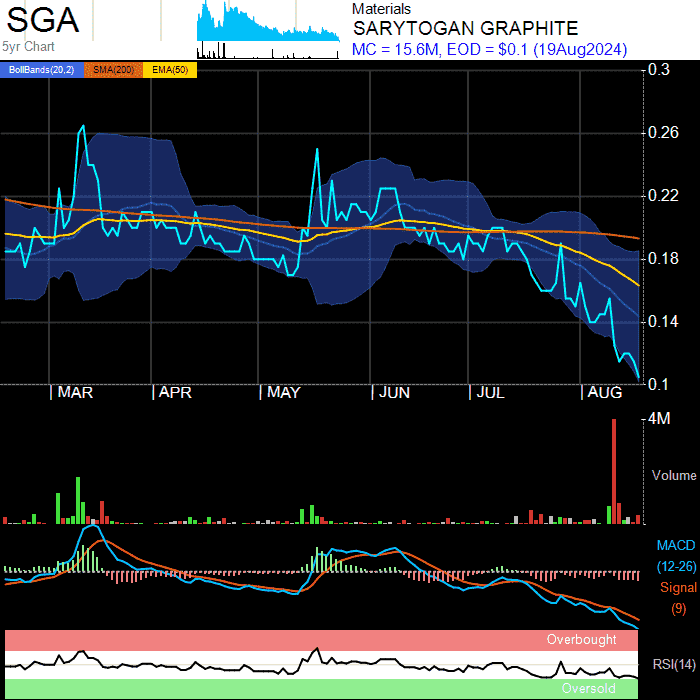 SGA
5yr Chart
Materials
SARYTOGAN GRAPHITE
MC = 15.6M, EOD = $0.1 (19Aug2024)
BollBands(20,2) SMA(200) EMA(50)
0.3
0.26
0.22
0.18
0.14
0.1
MAR APR MAY JUN JUL AUG
4M
Volume
MACD
(12-26)
Signal
(9)
Overbought
RSI(14)
Oversold